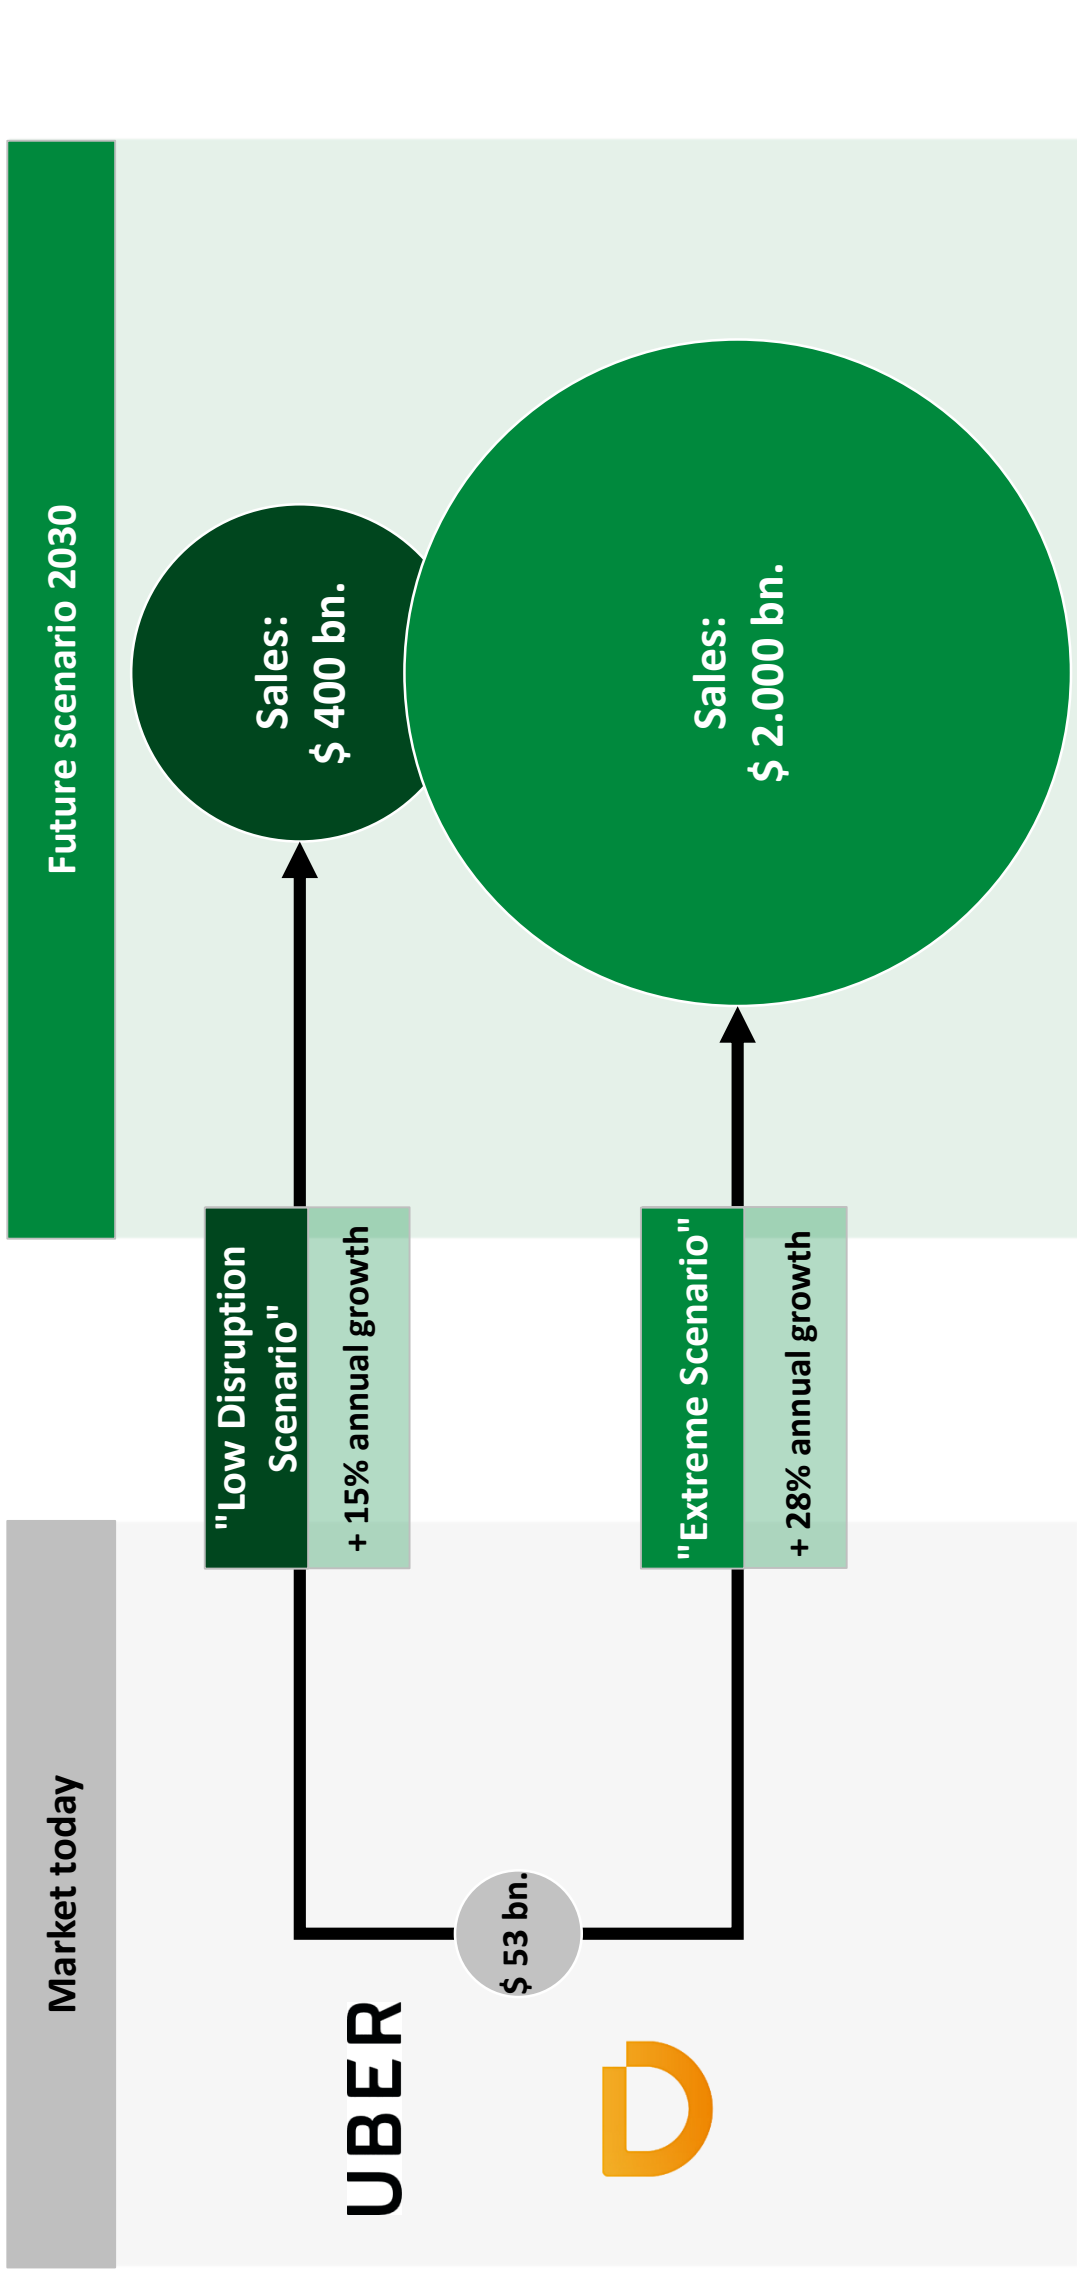 Market today
Future scenario 2030
UBER
$ 53 bn.
"Low Disruption
Scenario"
+ 15% annual growth
Sales:
$ 400 bn.
"Extreme Scenario"
+ 28% annual growth
Sales:
$ 2.000 bn.